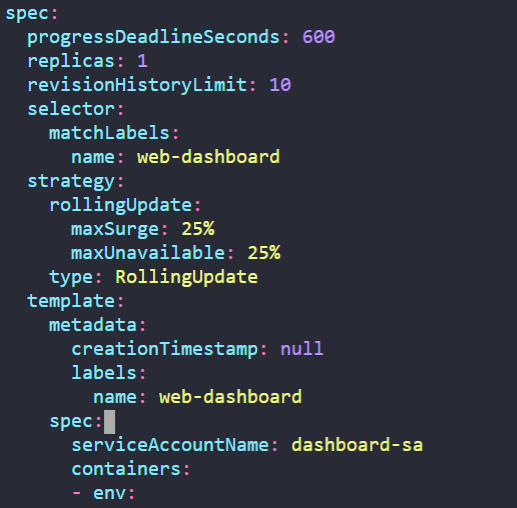 spec:
  progressDeadlineSeconds: 600
  replicas: 1
  revisionHistoryLimit: 10
  selector:
    matchLabels:
      name: web-dashboard
  strategy:
    rollingUpdate:
      maxSurge: 25%
      maxUnavailable: 25%
    type: RollingUpdate
  template:
    metadata:
      creationTimestamp: null
      labels:
        name: web-dashboard
    spec:
      serviceAccountName: dashboard-sa
      containers:
      - env: